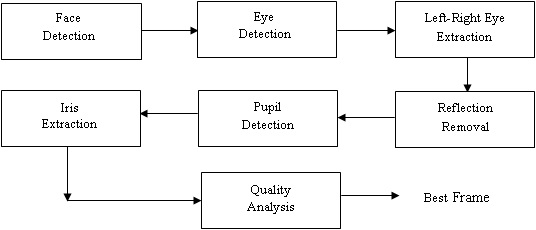 Face
Detection
Eye
Detection
Left-Right Eye
Extraction
Reflection
Removal
Pupil
Detection
Iris
Extraction
Quality
Analysis
Best Frame